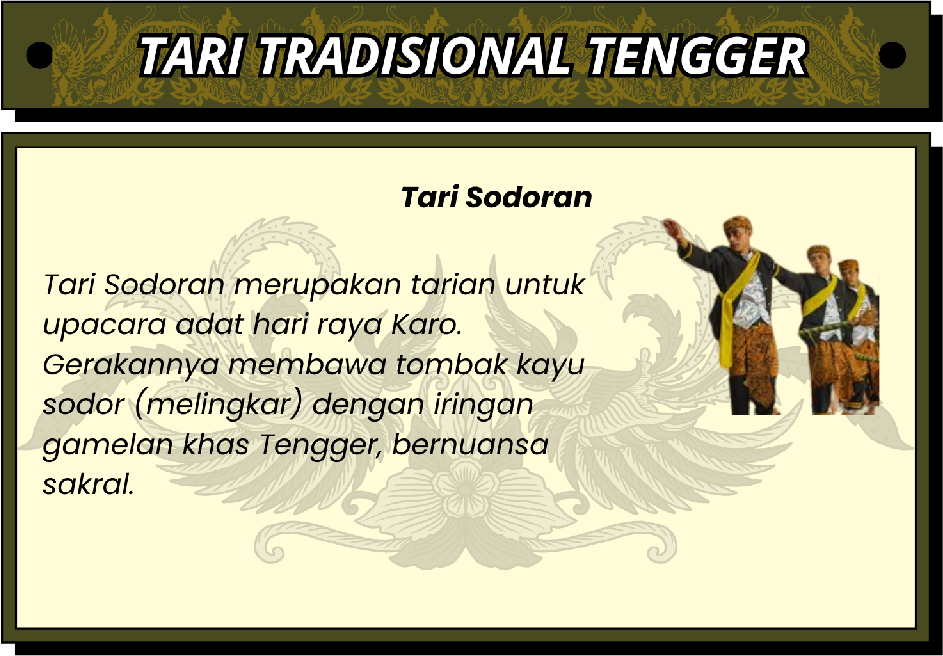 TARI TRADISIONAL TENGGER
Tari Sodoran
Tari Sodoran merupakan tarian untuk
upacara adat hari raya Karo.
Gerakannya membawa tombak kayu
sodor (melingkar) dengan iringan
gamelan khas Tengger, bernuansa
sakral.